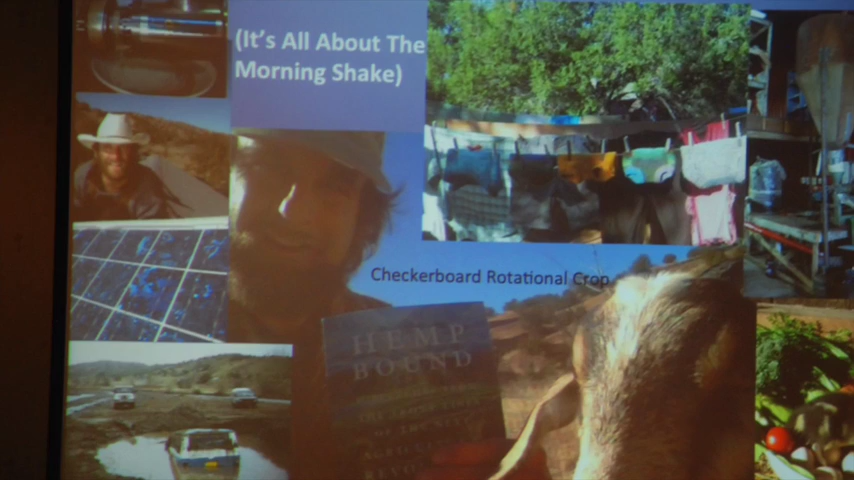 (It's All About The
Morning Shake)
Checkerboard Rotational Crop
HEMP
BOUND